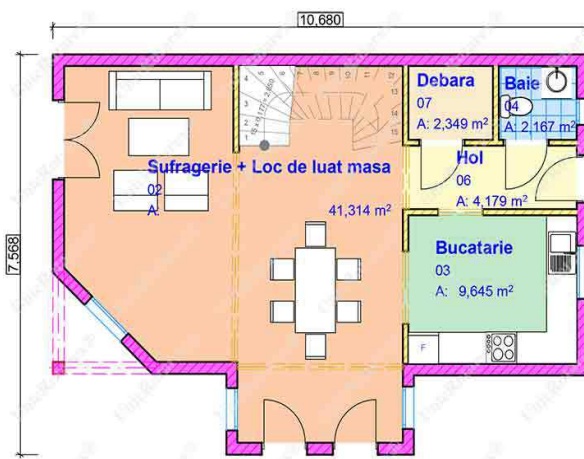 10,680
7.568
Debara
07
A: 2,349 m²
Baie
04
A: 2,167 m²
Sufragerie + Loc de luat masa
02
A:
41,314 m²
Hol
06
A: 4,179 m²
Bucatarie
03
A: 9,645 m²
F